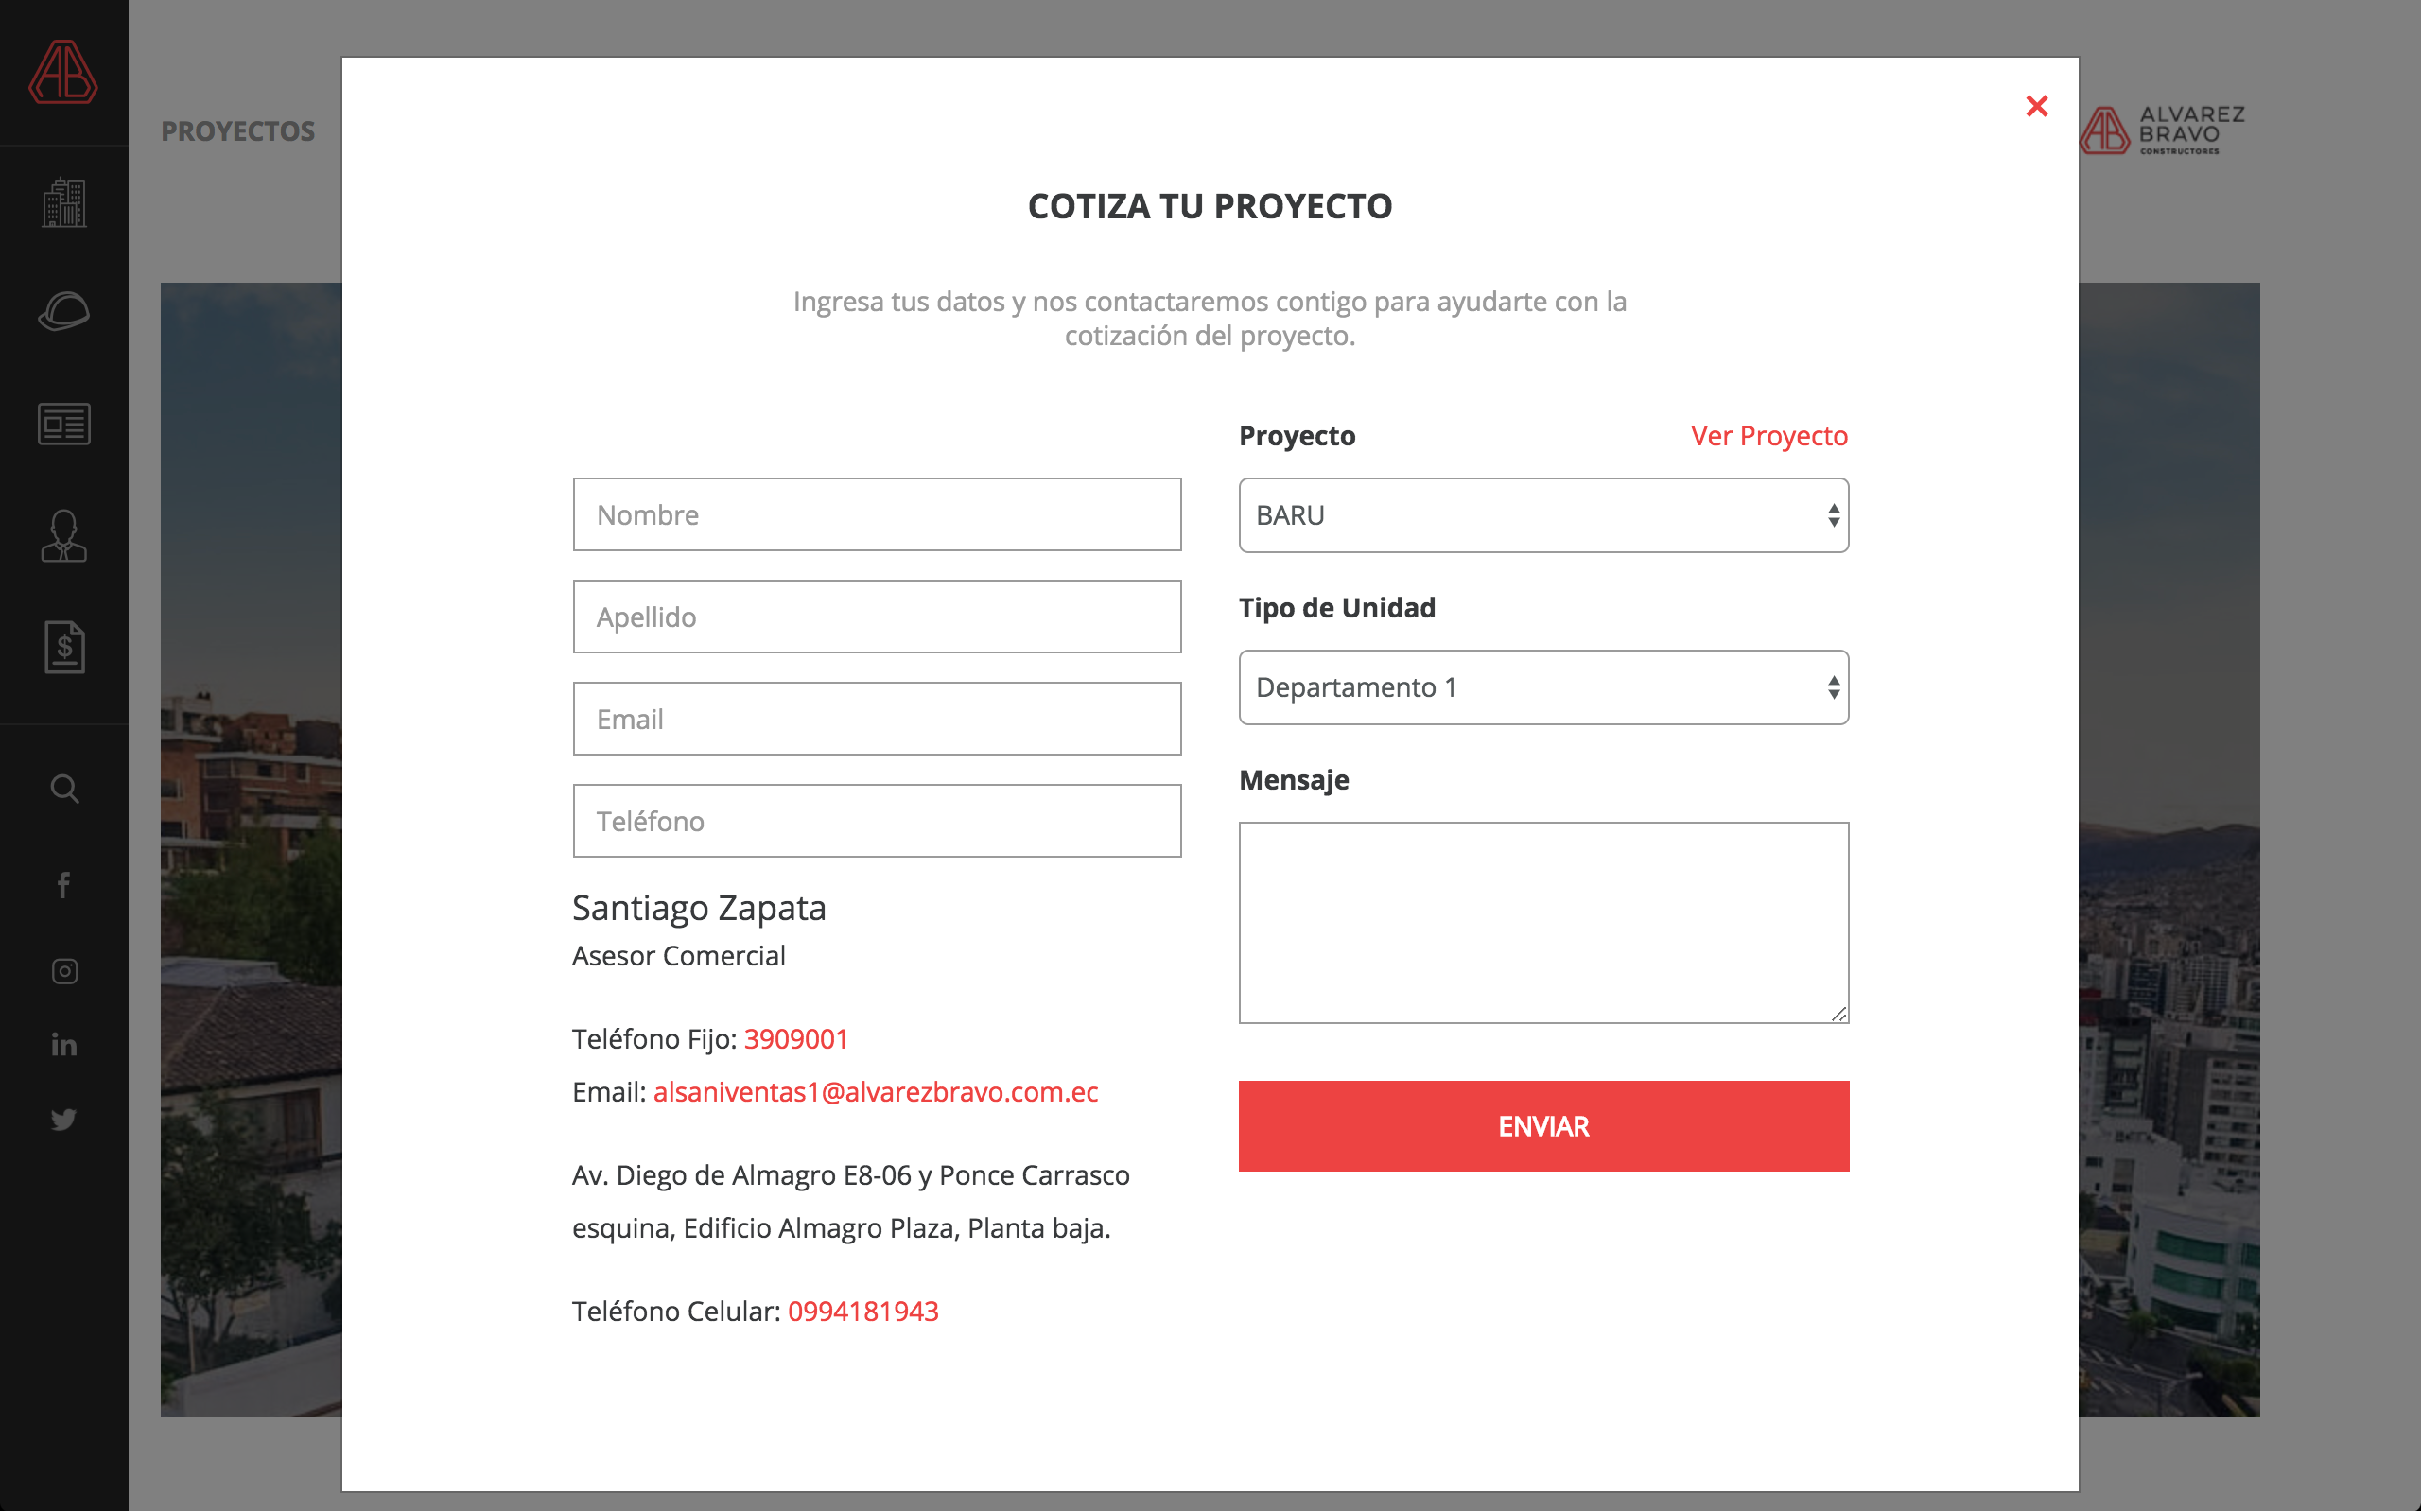 PROYECTOS
ALVAREZ
BRAVO
CONSTRUCTORES
COTIZA TU PROYECTO
Ingresa tus datos y nos contactaremos contigo para ayudarte con la
cotización del proyecto.
Nombre
Apellido
Email
Teléfono
Santiago Zapata
Asesor Comercial
Teléfono Fijo: 3909001
Email: alsaniventas1@alvarezbravo.com.ec
Av. Diego de Almagro E8-06 y Ponce Carrasco
esquina, Edificio Almagro Plaza, Planta baja.
Teléfono Celular: 0994181943
Proyecto
Ver Proyecto
BARU
Tipo de Unidad
Departamento 1
Mensaje
ENVIAR